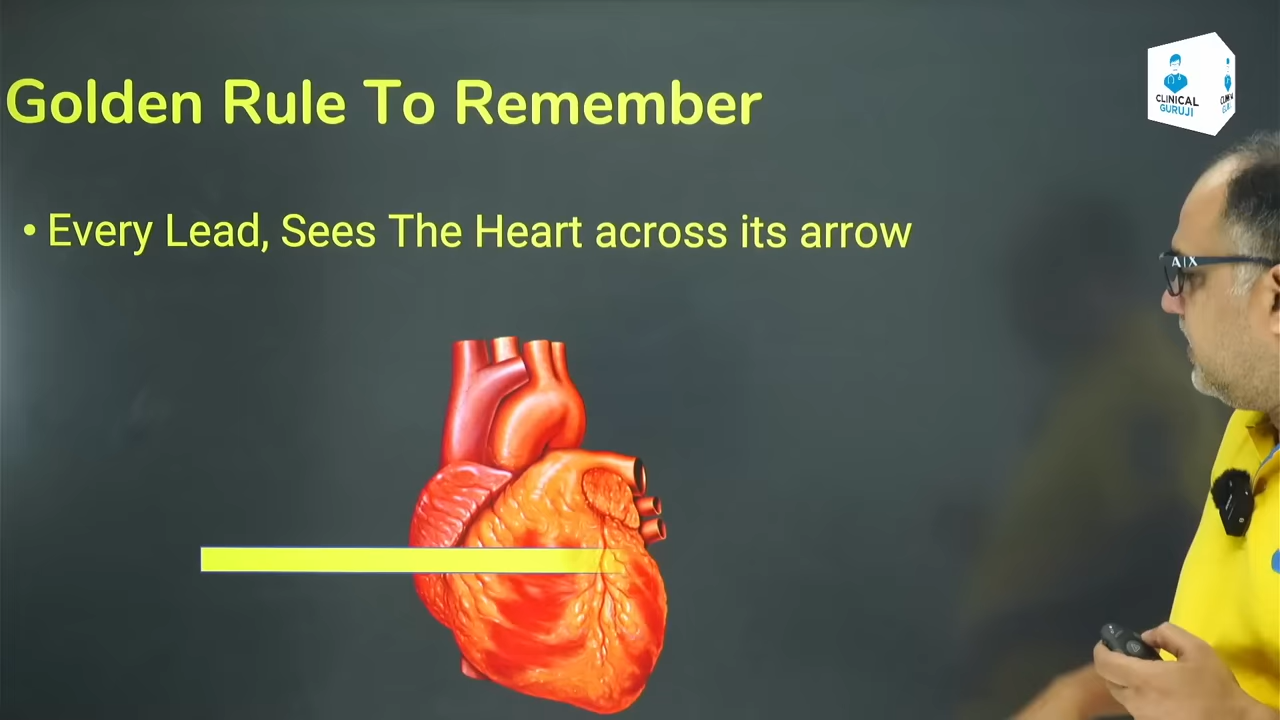 Golden Rule To Remember
• Every Lead, Sees The Heart across its arrow
CLINICAL
GURUJI
A|X